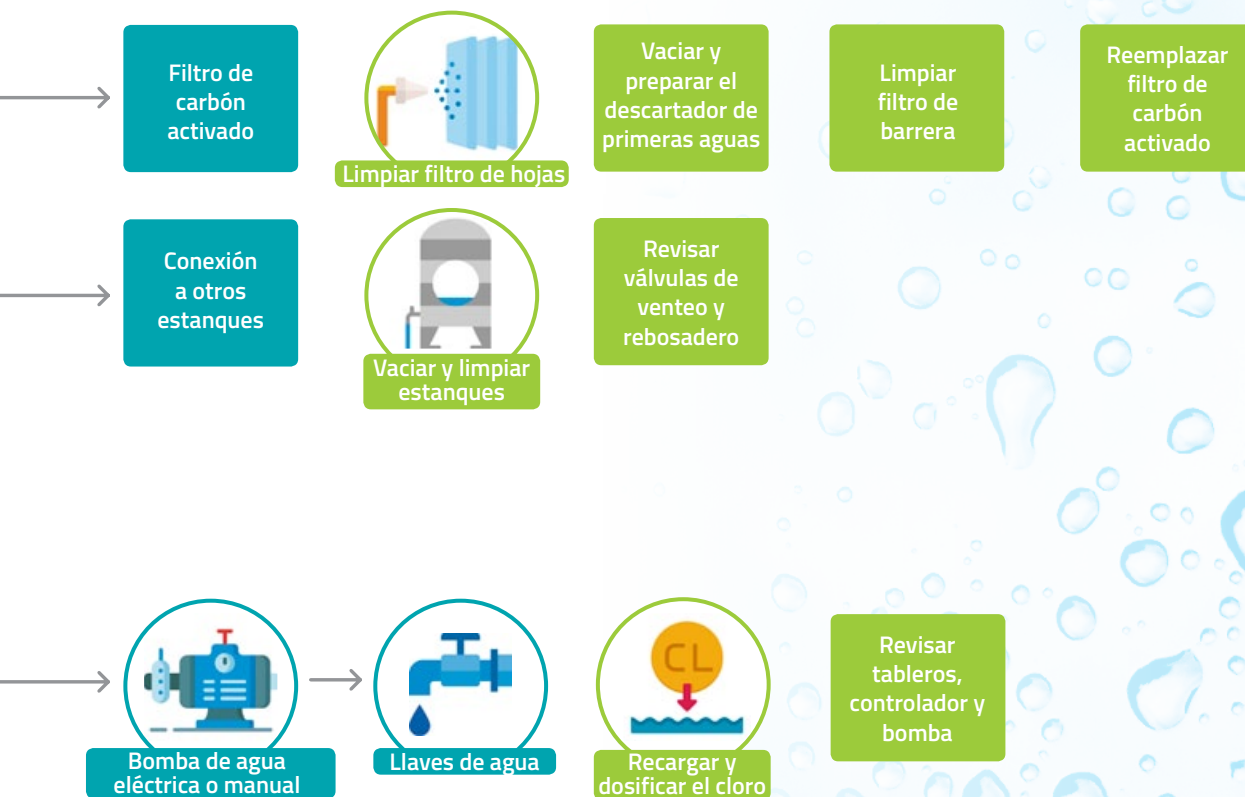 Filtro de
carbón
activado
Limpiar filtro de hojas
Vaciar y
preparar el
descartador de
primeras aguas
Limpiar
filtro de
barrera
Reemplazar
filtro de
carbón
activado
Conexión
a otros
estanques
Vaciar y limpiar
estanques
Revisar
válvulas de
venteo y
rebosadero
Bomba de agua
eléctrica o manual
Llaves de agua
CL
Recargar y
dosificar el cloro
Revisar
tableros,
controlador y
bomba